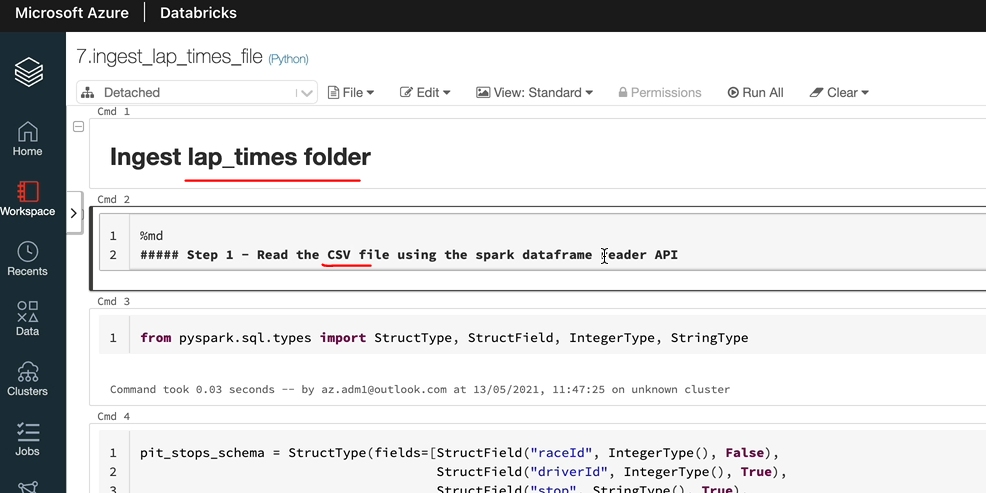 Microsoft Azure | Databricks
7.ingest_lap_times_file (Python)
Detached File Edit View: Standard Permissions Run All Clear
Cmd 1
Ingest lap_times folder
Home
Cmd 2
Workspace
1 %md
2 ##### Step 1 - Read the CSV file using the spark dataframe reader API
Recents
Cmd 3
Data
1 from pyspark.sql.types import StructType, StructField, IntegerType, StringType
Command took 0.03 seconds -- by az.adm1@outlook.com at 13/05/2021, 11:47:25 on unknown cluster
Clusters
Cmd 4
Jobs
1 pit_stops_schema = StructType(fields=[StructField("raceId", IntegerType(), False),
2 StructField("driverId", IntegerType(), True),
3 StructField("stop", StringType(), True),